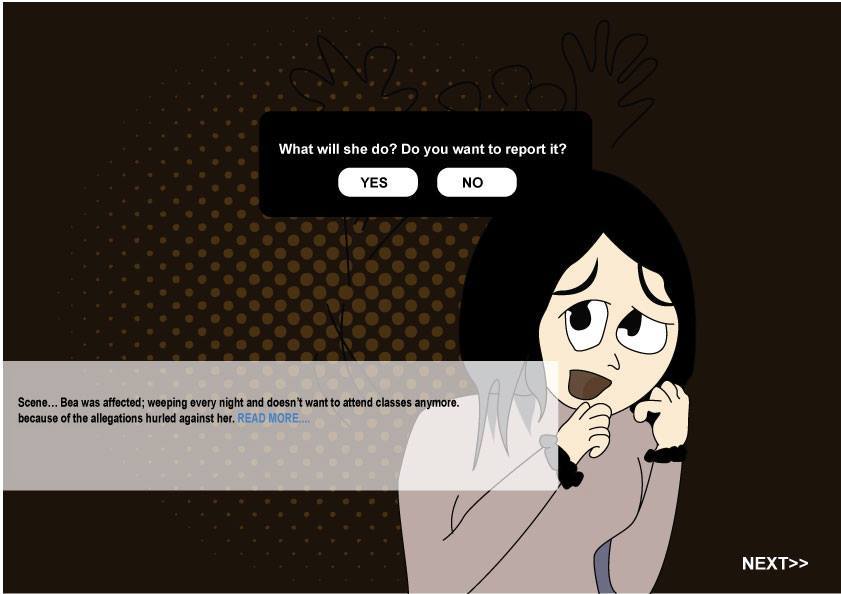 What will she do? Do you want to report it?
YES NO
Scene... Bea was affected; weeping every night and doesn't want to attend classes anymore.
because of the allegations hurled against her. READ MORE....
NEXT>>